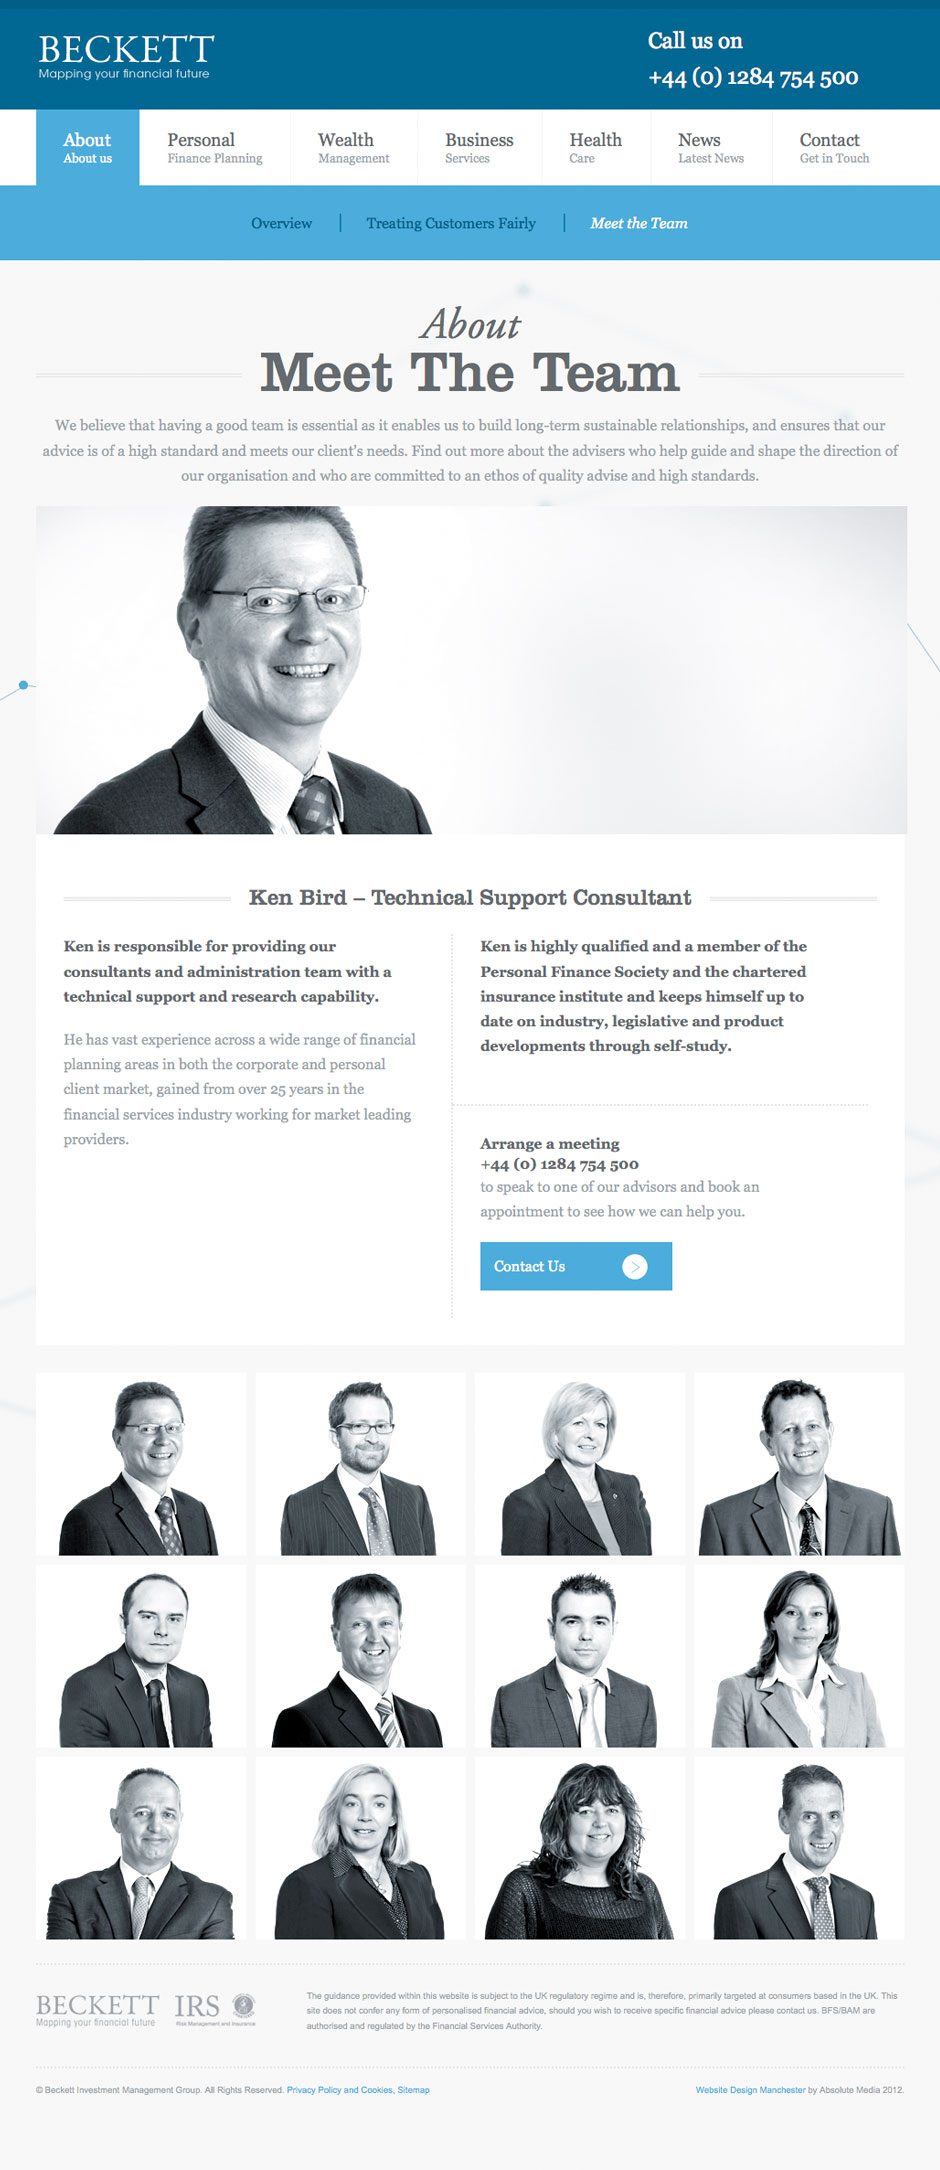 BECKETT
Mapping your financial future
Call us on
+44 (0) 1284 754 500
About
About us
Personal
Finance Planning
Wealth
Management
Business
Services
Health
Care
News
Latest News
Contact
Get in Touch
Overview
Treating Customers Fairly
Meet the Team
About
Meet The Team
We believe that having a good team is essential as it enables us to build long-term sustainable relationships, and ensures that our
advice is of a high standard and meets our client's needs. Find out more about the advisers who help guide and shape the direction of
our organisation and who are committed to an ethos of quality advise and high standards.
Ken Bird – Technical Support Consultant
Ken is responsible for providing our
consultants and administration team with a
technical support and research capability.
He has vast experience across a wide range of financial
planning areas in both the corporate and personal
client market, gained from over 25 years in the
financial services industry working for market leading
providers.
Ken is highly qualified and a member of the
Personal Finance Society and the chartered
insurance institute and keeps himself up to
date on industry, legislative and product
developments through self-study.
Arrange a meeting
+44 (0) 1284 754 500
to speak to one of our advisors and book an
appointment to see how we can help you.
Contact Us
BECKETT
Mapping your financial future
IRS
Risk Management and Insurance
The guidance provided within this website is subject to the UK regulatory regime and is, therefore, primarily targeted at consumers based in the UK. This
site does not confer any form of personalised financial advice, should you wish to receive specific financial advice please contact us. BFS/BAM are
authorised and regulated by the Financial Services Authority.
© Beckett Investment Management Group. All Rights Reserved. Privacy Policy and Cookies, Sitemap
Website Design Manchester by Absolute Media 2012.